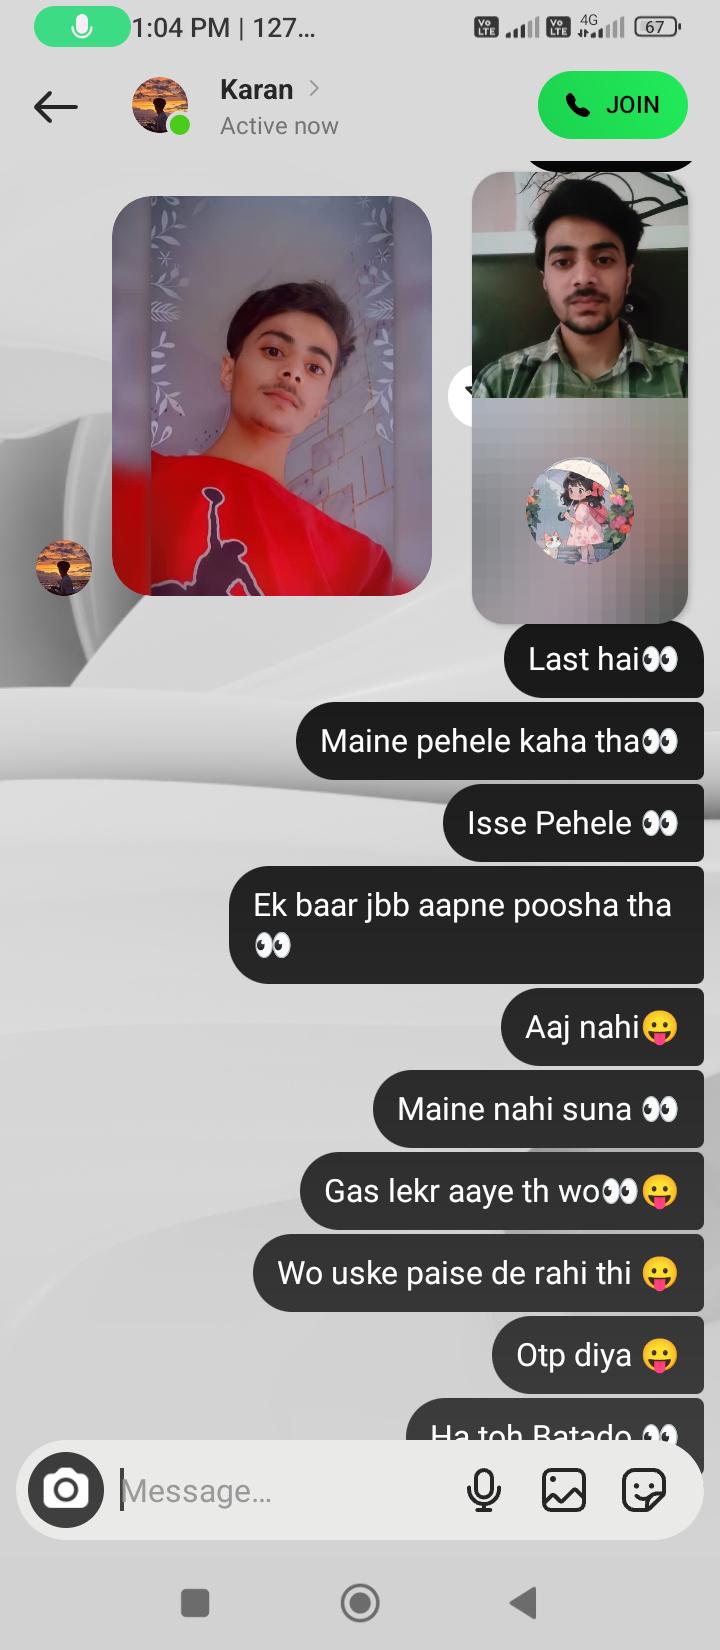 1:04 PM | 127...
Vo LTE Vo LTE 4G 67
Karan
Active now
JOIN
Last hai👀
Maine pehele kaha tha👀
Isse Pehele 👀
Ek baar jbb aapne poosha tha
👀
Aaj nahi😛
Maine nahi suna 👀
Gas lekr aaye th wo👀😛
Wo uske paise de rahi thi 😛
Otp diya 😛
Ha toh Batado 👀
Message...